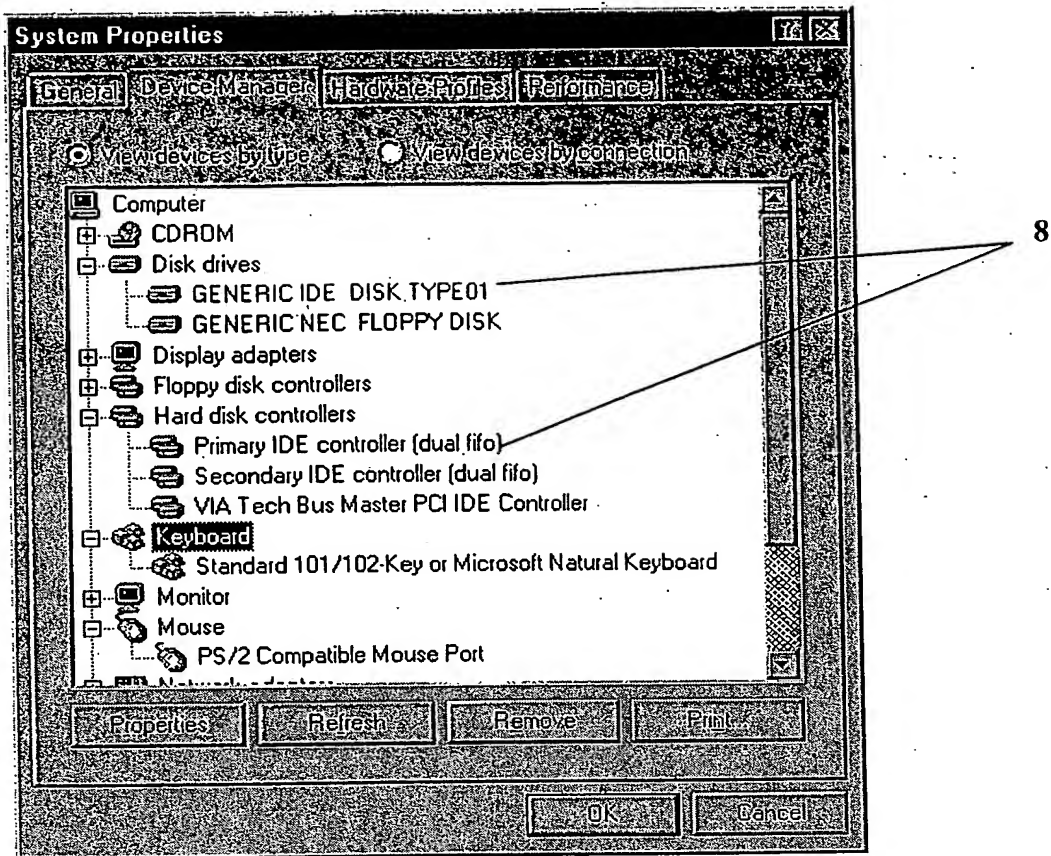 System Properties
General Device Manager Hardware Profiles Performance
View devices by type View devices by connection
Computer
CDROM
Disk drives
GENERIC IDE DISK TYPE01
GENERIC NEC FLOPPY DISK
Display adapters
Floppy disk controllers
Hard disk controllers
Primary IDE controller (dual fifo)
Secondary IDE controller (dual fifo)
VIA Tech Bus Master PCI IDE Controller
Keyboard
Standard 101/102-Key or Microsoft Natural Keyboard
Monitor
Mouse
PS/2 Compatible Mouse Port
Network adapters
Properties Refresh Remove Print
OK Cancel
8